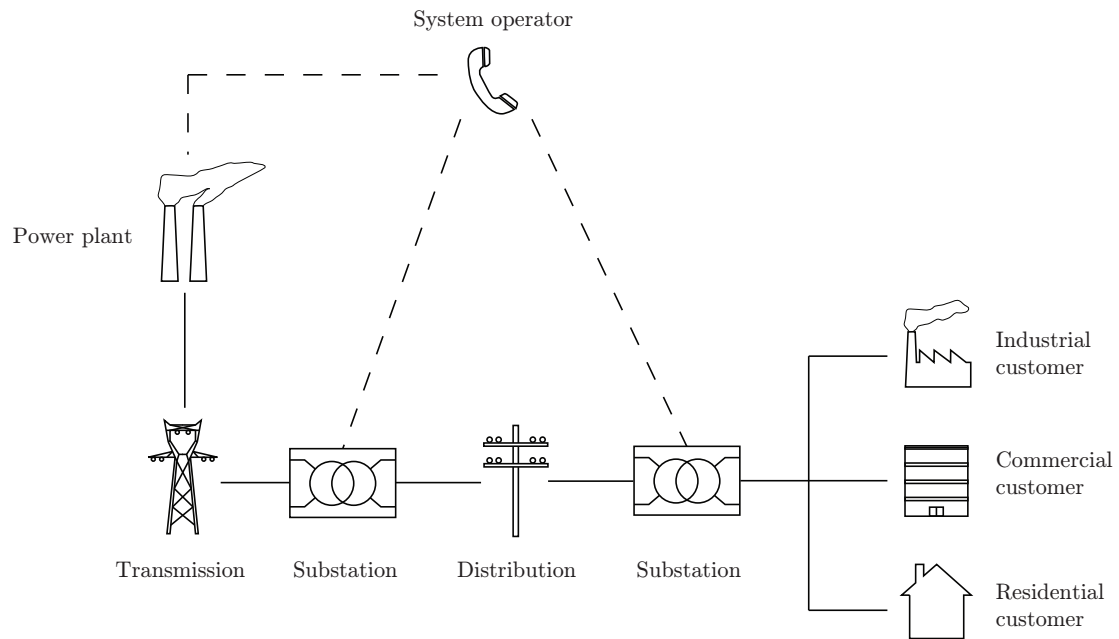 System operator
Power plant
Industrial
customer
Commercial
customer
Transmission
Substation
Distribution
Substation
Residential
customer